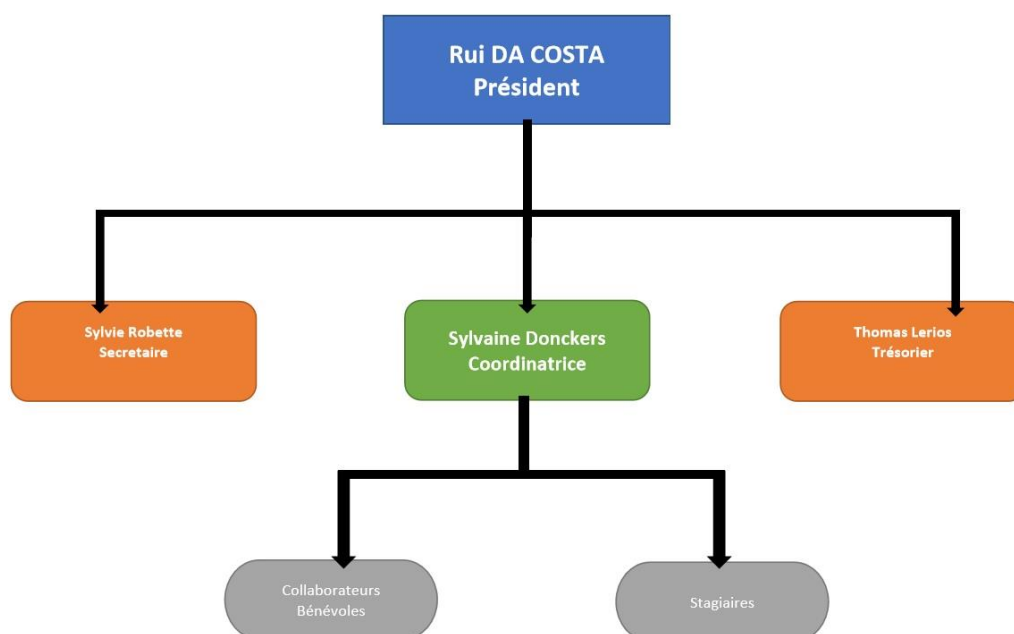 Rui DA COSTA
Président
Sylvie Robette
Secretaire
Sylvaine Donckers
Coordinatrice
Thomas Lerios
Trésorier
Collaborateurs
Bénévoles
Stagiaires